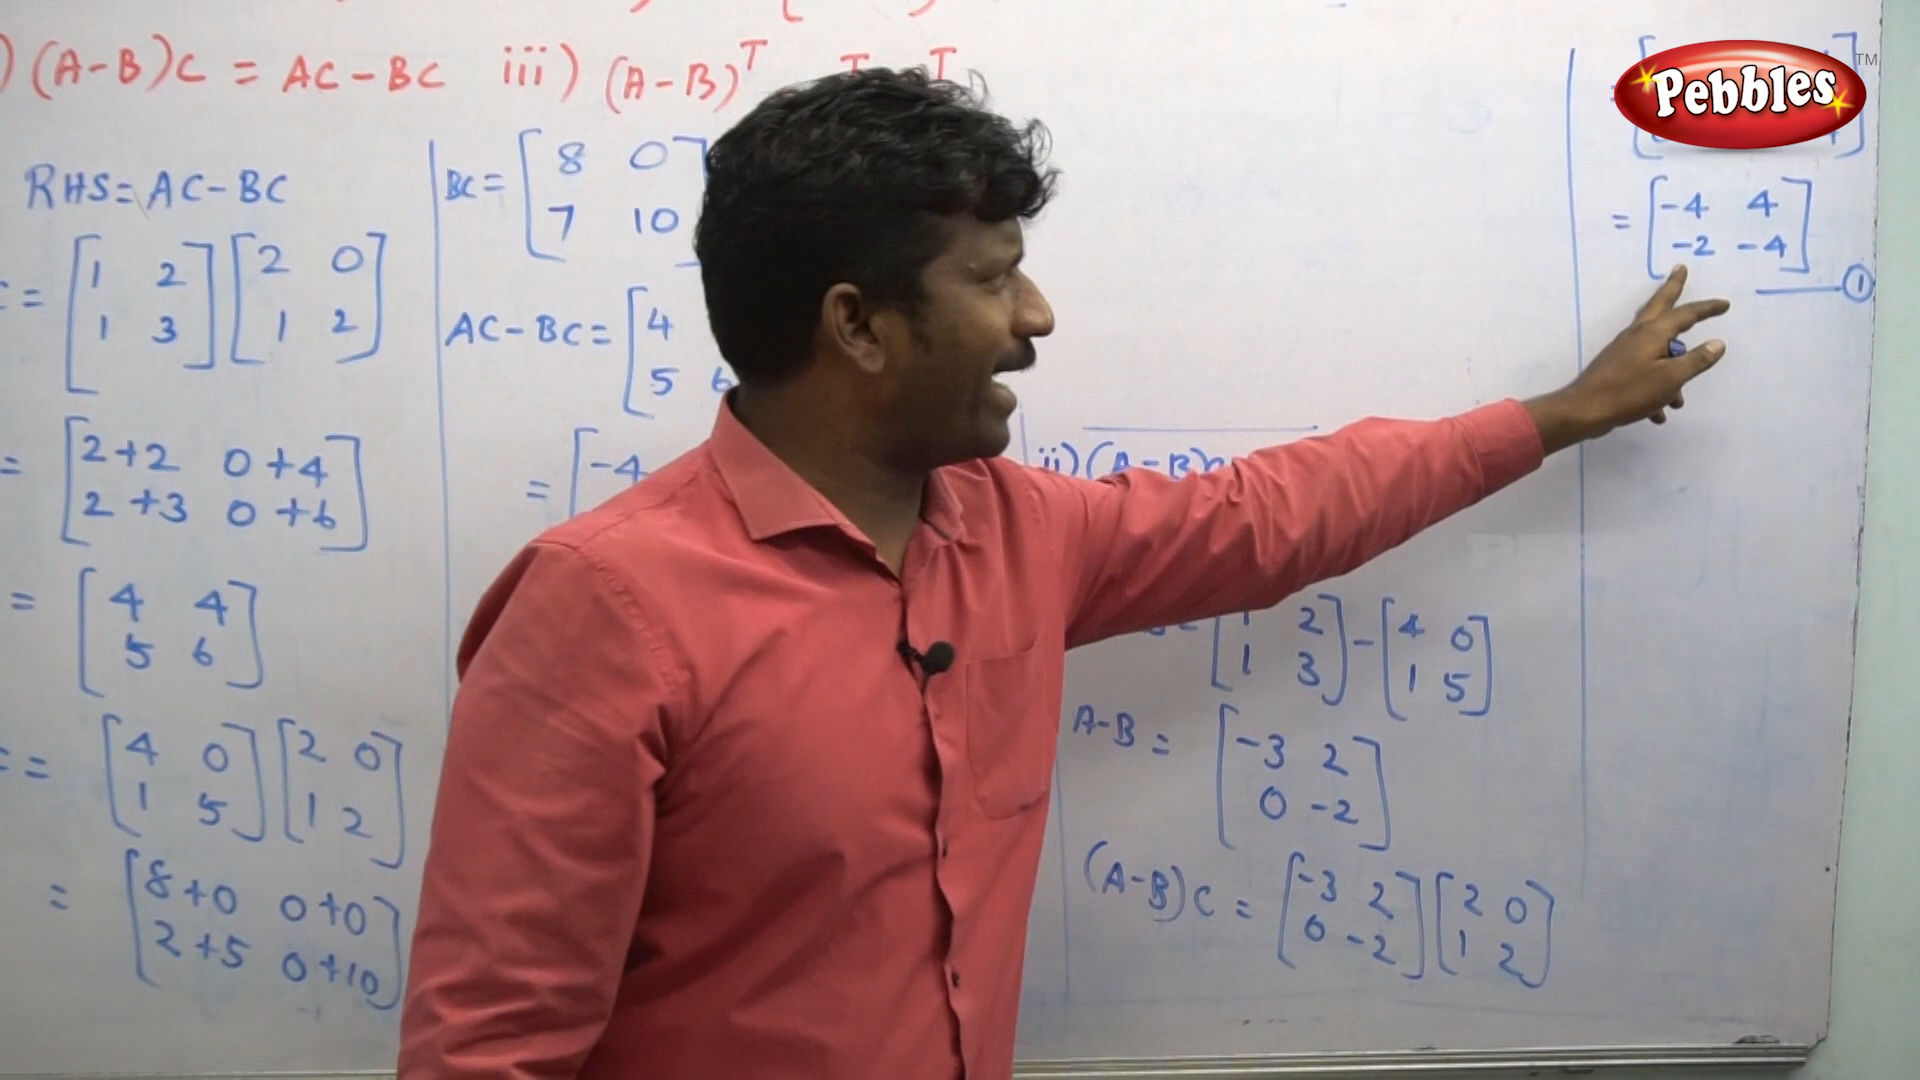 ) (A-B)C = AC-BC iii) (A-B)ᵀ
RHS= AC-BC
= [1 2] [2 0]
[1 3] [1 2]
= [2+2 0+4]
[2+3 0+6]
= [4 4]
[5 6]
= [4 0] [2 0]
[1 5] [1 2]
= [8+0 0+0]
[2+5 0+10]
BC = [8 0]
[7 10]
AC-BC = [4
[5 6
= [-4
ii) (A-B)
[1 2] - [4 0]
[1 3] [1 5]
A-B = [-3 2]
[0 -2]
(A-B)C = [-3 2] [2 0]
[0 -2] [1 2]
Pebbles TM
= [-4 4]
[-2 -4]
①